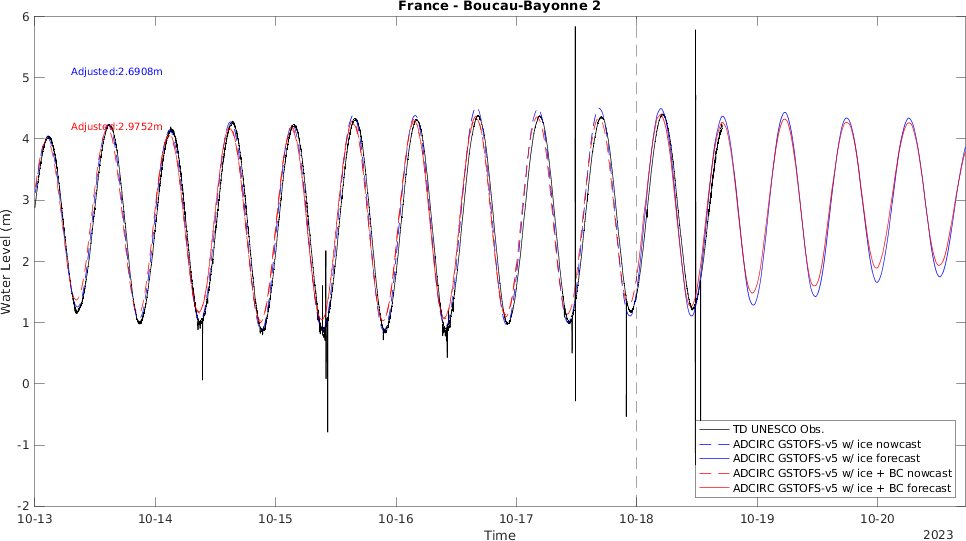 France - Boucau-Bayonne 2
Adjusted:2.6908m
Adjusted:2.9752m
Water Level (m)
6
5
4
3
2
1
0
-1
-2
10-13
10-14
10-15
10-16
10-17
10-18
10-19
10-20
Time
2023
TD UNESCO Obs.
ADCIRC GSTOFS-v5 w/ ice nowcast
ADCIRC GSTOFS-v5 w/ ice forecast
ADCIRC GSTOFS-v5 w/ ice + BC nowcast
ADCIRC GSTOFS-v5 w/ ice + BC forecast